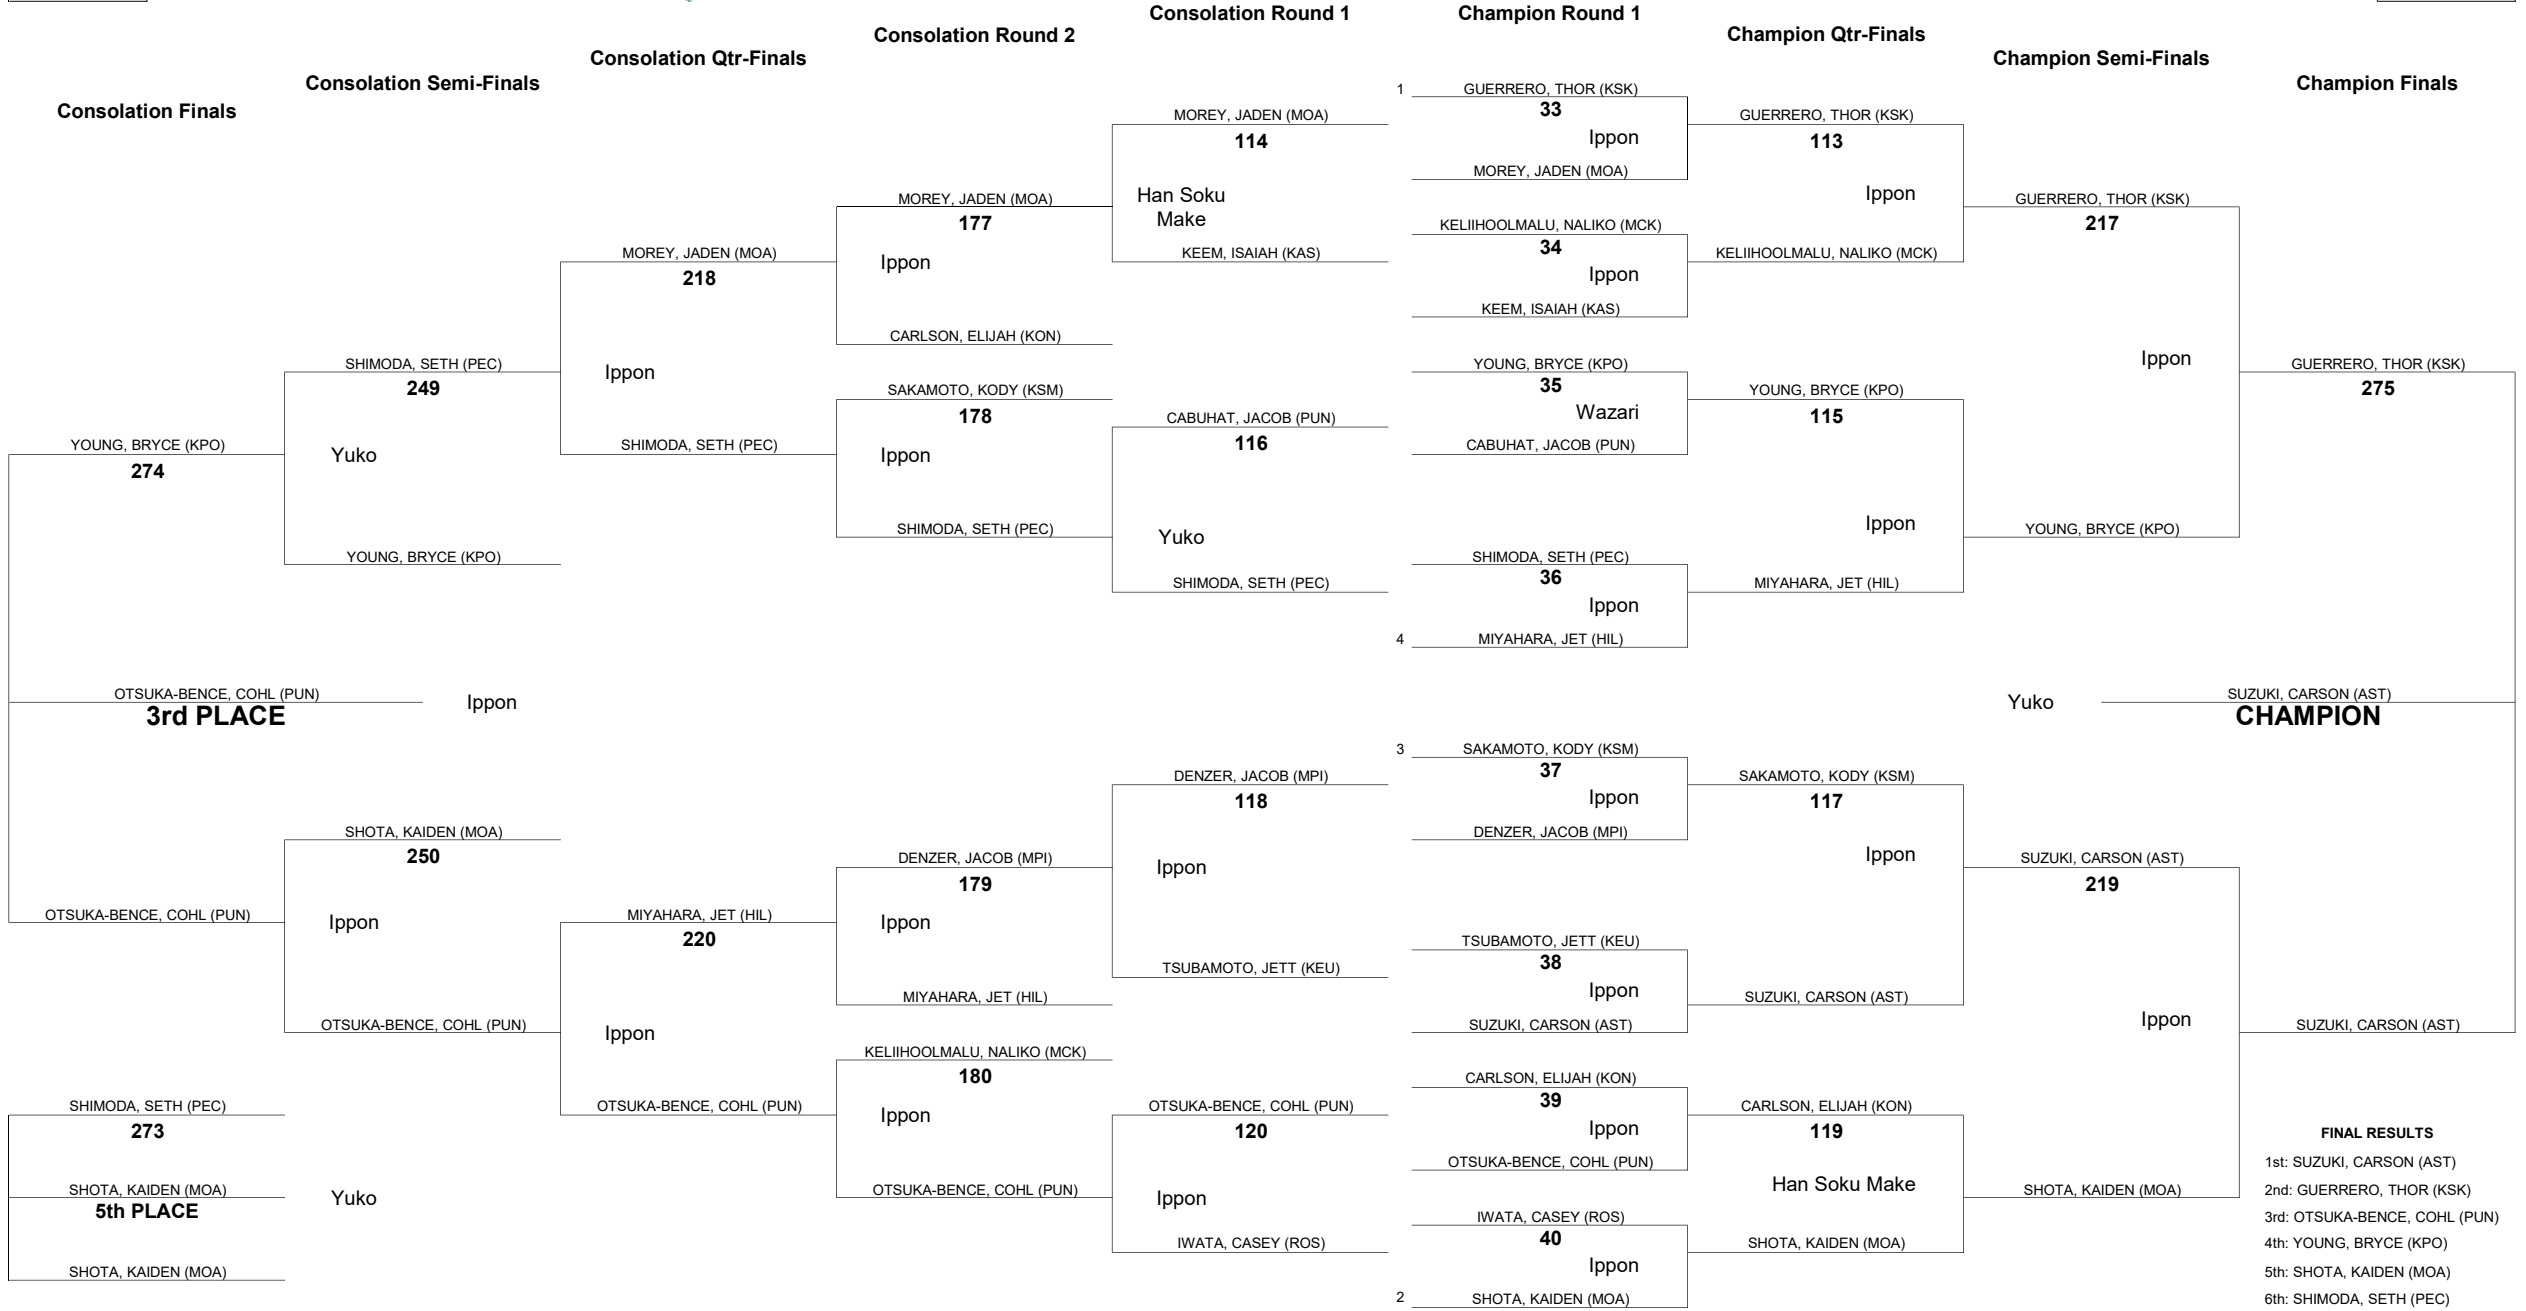 Consolation Round 1
Champion Round 1
Consolation Round 2
Champion Qtr-Finals
Consolation Qtr-Finals
Champion Semi-Finals
Consolation Semi-Finals
Champion Finals
Consolation Finals
1
GUERRERO, THOR (KSK)
33
Ippon
MOREY, JADEN (MOA)
KELIIHOOLMALU, NALIKO (MCK)
34
Ippon
KEEM, ISAIAH (KAS)
YOUNG, BRYCE (KPO)
35
Wazari
CABUHAT, JACOB (PUN)
SHIMODA, SETH (PEC)
36
Ippon
4
MIYAHARA, JET (HIL)
3
SAKAMOTO, KODY (KSM)
37
Ippon
DENZER, JACOB (MPI)
TSUBAMOTO, JETT (KEU)
38
Ippon
SUZUKI, CARSON (AST)
CARLSON, ELIJAH (KON)
39
Ippon
OTSUKA-BENCE, COHL (PUN)
IWATA, CASEY (ROS)
40
Ippon
2
SHOTA, KAIDEN (MOA)
GUERRERO, THOR (KSK)
113
Ippon
KELIIHOOLMALU, NALIKO (MCK)
YOUNG, BRYCE (KPO)
115
Ippon
MIYAHARA, JET (HIL)
SAKAMOTO, KODY (KSM)
117
Ippon
SUZUKI, CARSON (AST)
CARLSON, ELIJAH (KON)
119
Han Soku Make
SHOTA, KAIDEN (MOA)
GUERRERO, THOR (KSK)
217
Ippon
YOUNG, BRYCE (KPO)
SUZUKI, CARSON (AST)
219
Ippon
SHOTA, KAIDEN (MOA)
GUERRERO, THOR (KSK)
275
Yuko
SUZUKI, CARSON (AST)
CHAMPION
SUZUKI, CARSON (AST)
MOREY, JADEN (MOA)
114
Han Soku
Make
KEEM, ISAIAH (KAS)
CABUHAT, JACOB (PUN)
116
Yuko
SHIMODA, SETH (PEC)
DENZER, JACOB (MPI)
118
Ippon
TSUBAMOTO, JETT (KEU)
OTSUKA-BENCE, COHL (PUN)
120
Ippon
IWATA, CASEY (ROS)
MOREY, JADEN (MOA)
177
Ippon
CARLSON, ELIJAH (KON)
SAKAMOTO, KODY (KSM)
178
Ippon
SHIMODA, SETH (PEC)
DENZER, JACOB (MPI)
179
Ippon
MIYAHARA, JET (HIL)
KELIIHOOLMALU, NALIKO (MCK)
180
Ippon
OTSUKA-BENCE, COHL (PUN)
MOREY, JADEN (MOA)
218
Ippon
SHIMODA, SETH (PEC)
MIYAHARA, JET (HIL)
220
Ippon
OTSUKA-BENCE, COHL (PUN)
SHIMODA, SETH (PEC)
249
Yuko
YOUNG, BRYCE (KPO)
SHOTA, KAIDEN (MOA)
250
Ippon
OTSUKA-BENCE, COHL (PUN)
YOUNG, BRYCE (KPO)
274
OTSUKA-BENCE, COHL (PUN)
Ippon
3rd PLACE
OTSUKA-BENCE, COHL (PUN)
SHIMODA, SETH (PEC)
273
SHOTA, KAIDEN (MOA)
Yuko
5th PLACE
SHOTA, KAIDEN (MOA)
FINAL RESULTS
1st: SUZUKI, CARSON (AST)
2nd: GUERRERO, THOR (KSK)
3rd: OTSUKA-BENCE, COHL (PUN)
4th: YOUNG, BRYCE (KPO)
5th: SHOTA, KAIDEN (MOA)
6th: SHIMODA, SETH (PEC)